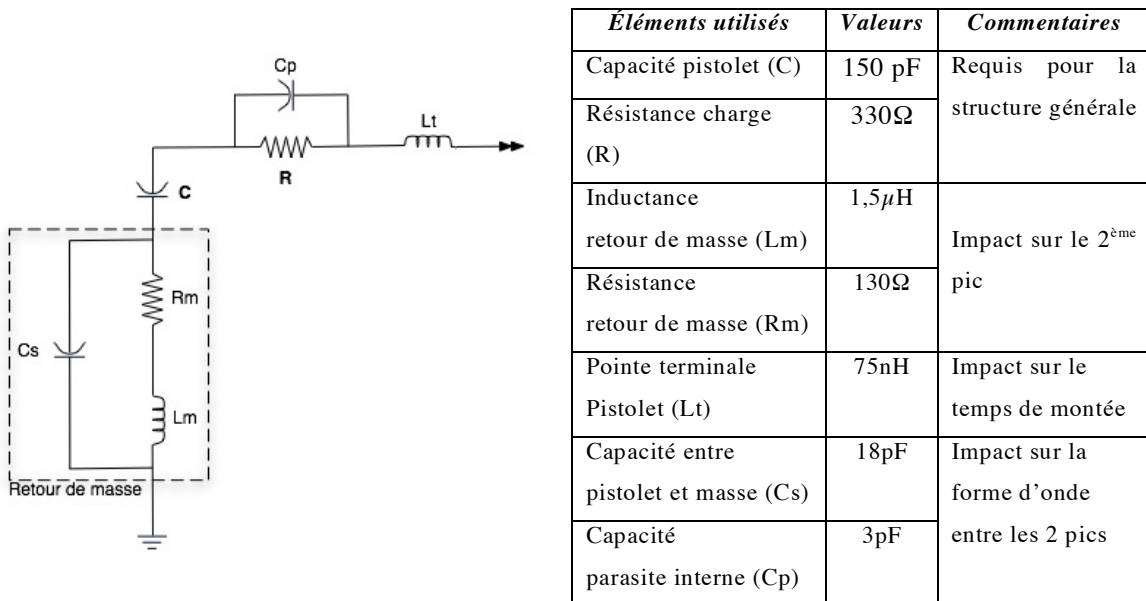 Cp
Lt
R
C
Rm
Cs
Lm
Retour de masse
Éléments utilisés Valeurs Commentaires
Capacité pistolet (C) 150 pF Requis pour la
structure générale
Résistance charge 330Ω
(R)
Inductance 1,5µH
retour de masse (Lm) Impact sur le 2ème
Résistance 130Ω pic
retour de masse (Rm)
Pointe terminale 75nH Impact sur le
Pistolet (Lt) temps de montée
Capacité entre 18pF Impact sur la
pistolet et masse (Cs) forme d'onde
Capacité 3pF entre les 2 pics
parasite interne (Cp)